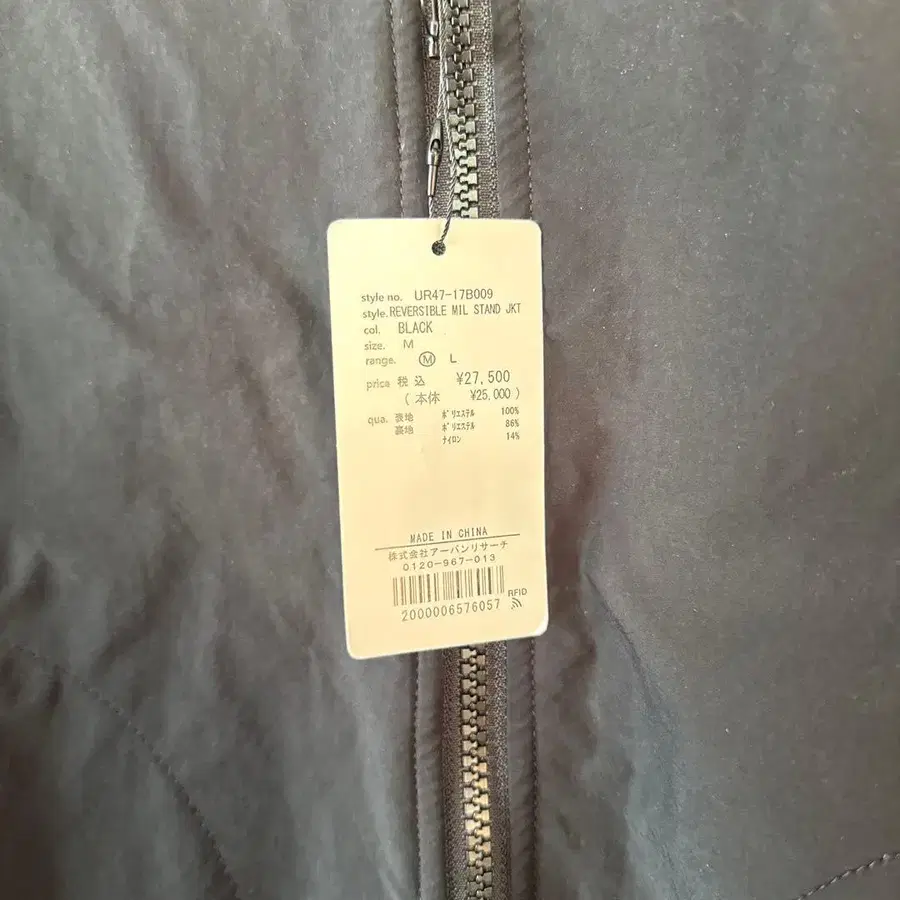 style no. UR47-17B009
style. REVERSIBLE MIL STAND JKT
col. BLACK
size. M
range. Ⓜ L
price 税込 ¥27,500
(本体 ¥25,000)
qua. 表地 ポリエステル 100%
裏地 ポリエステル 86%
ナイロン 14%
MADE IN CHINA
株式会社アーバンリサーチ
0120-967-013
RFID
2000006576057